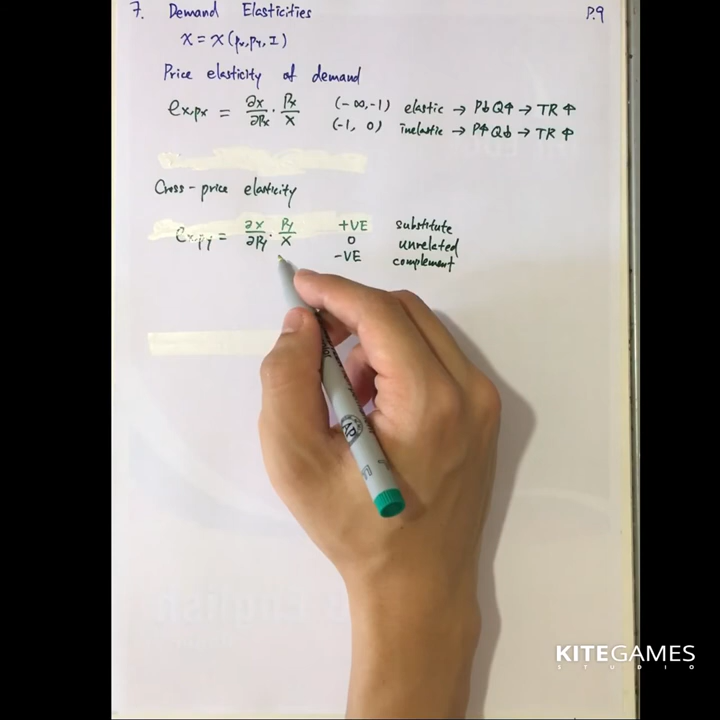 7. Demand Elasticities P.9
X = X(Px, Py, I)
Price elasticity of demand
ex,px = ∂X/∂Px · Px/X (-∞,-1) elastic → P↓ Q↑ → TR ↑
(-1, 0) inelastic → P↑ Q↓ → TR ↑
Cross-price elasticity
ex,py = ∂X/∂Py · Py/X +VE substitute
0 unrelated
-VE complement
KITEGAMES
STUDIO